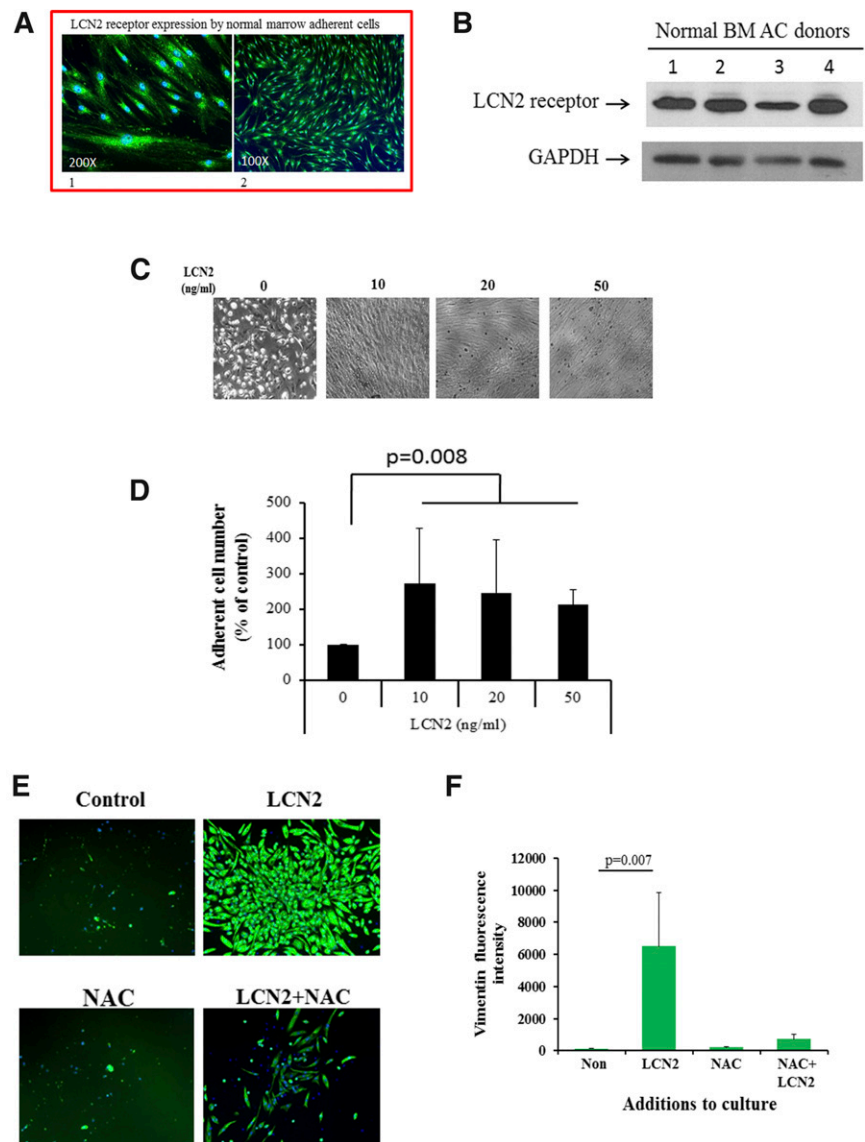 A
LCN2 receptor expression by normal marrow adherent cells
200X
100X
1
2
B
Normal BM AC donors
1 2 3 4
LCN2 receptor →
GAPDH →
C
LCN2
(ng/ml)
0 10 20 50
D
p=0.008
Adherent cell number
(% of control)
500
400
300
200
100
0
0 10 20 50
LCN2 (ng/ml)
E
Control LCN2
NAC LCN2+NAC
F
p=0.007
Vimentin fluorescence
intensity
12000
10000
8000
6000
4000
2000
0
Non LCN2 NAC NAC+
LCN2
Additions to culture